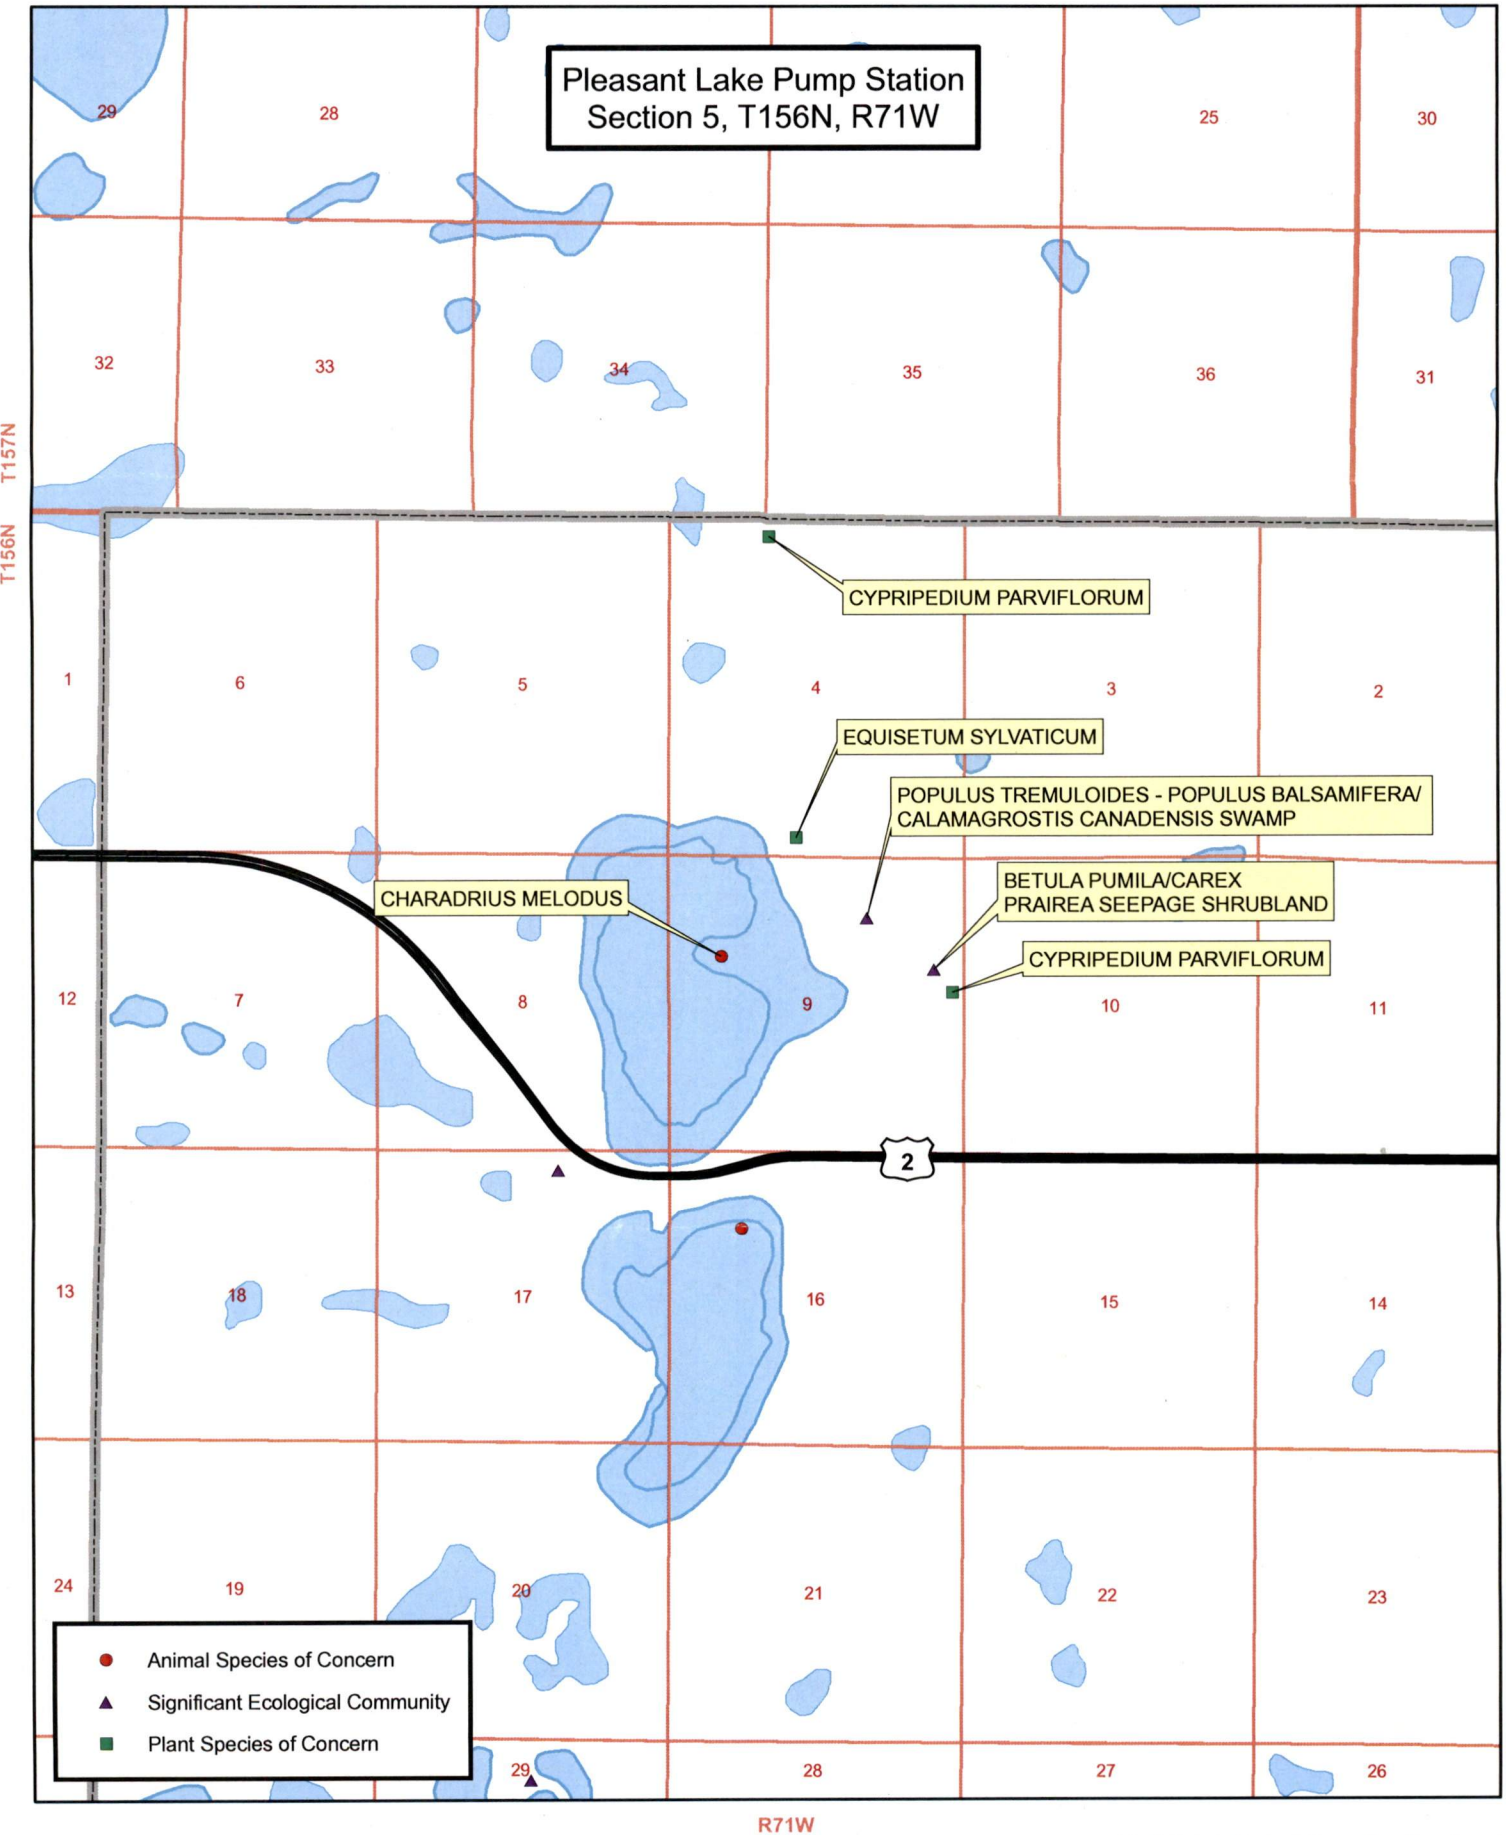 Pleasant Lake Pump Station
Section 5, T156N, R71W
29
28
25
30
32
33
34
35
36
31
T157N
T156N
CYPRIPEDIUM PARVIFLORUM
1
6
5
4
3
2
EQUISETUM SYLVATICUM
POPULUS TREMULOIDES - POPULUS BALSAMIFERA/
CALAMAGROSTIS CANADENSIS SWAMP
CHARADRIUS MELODUS
BETULA PUMILA/CAREX
PRAIREA SEEPAGE SHRUBLAND
CYPRIPEDIUM PARVIFLORUM
12
7
8
9
10
11
2
13
18
17
16
15
14
24
19
20
21
22
23
Animal Species of Concern
Significant Ecological Community
Plant Species of Concern
29
28
27
26
R71W